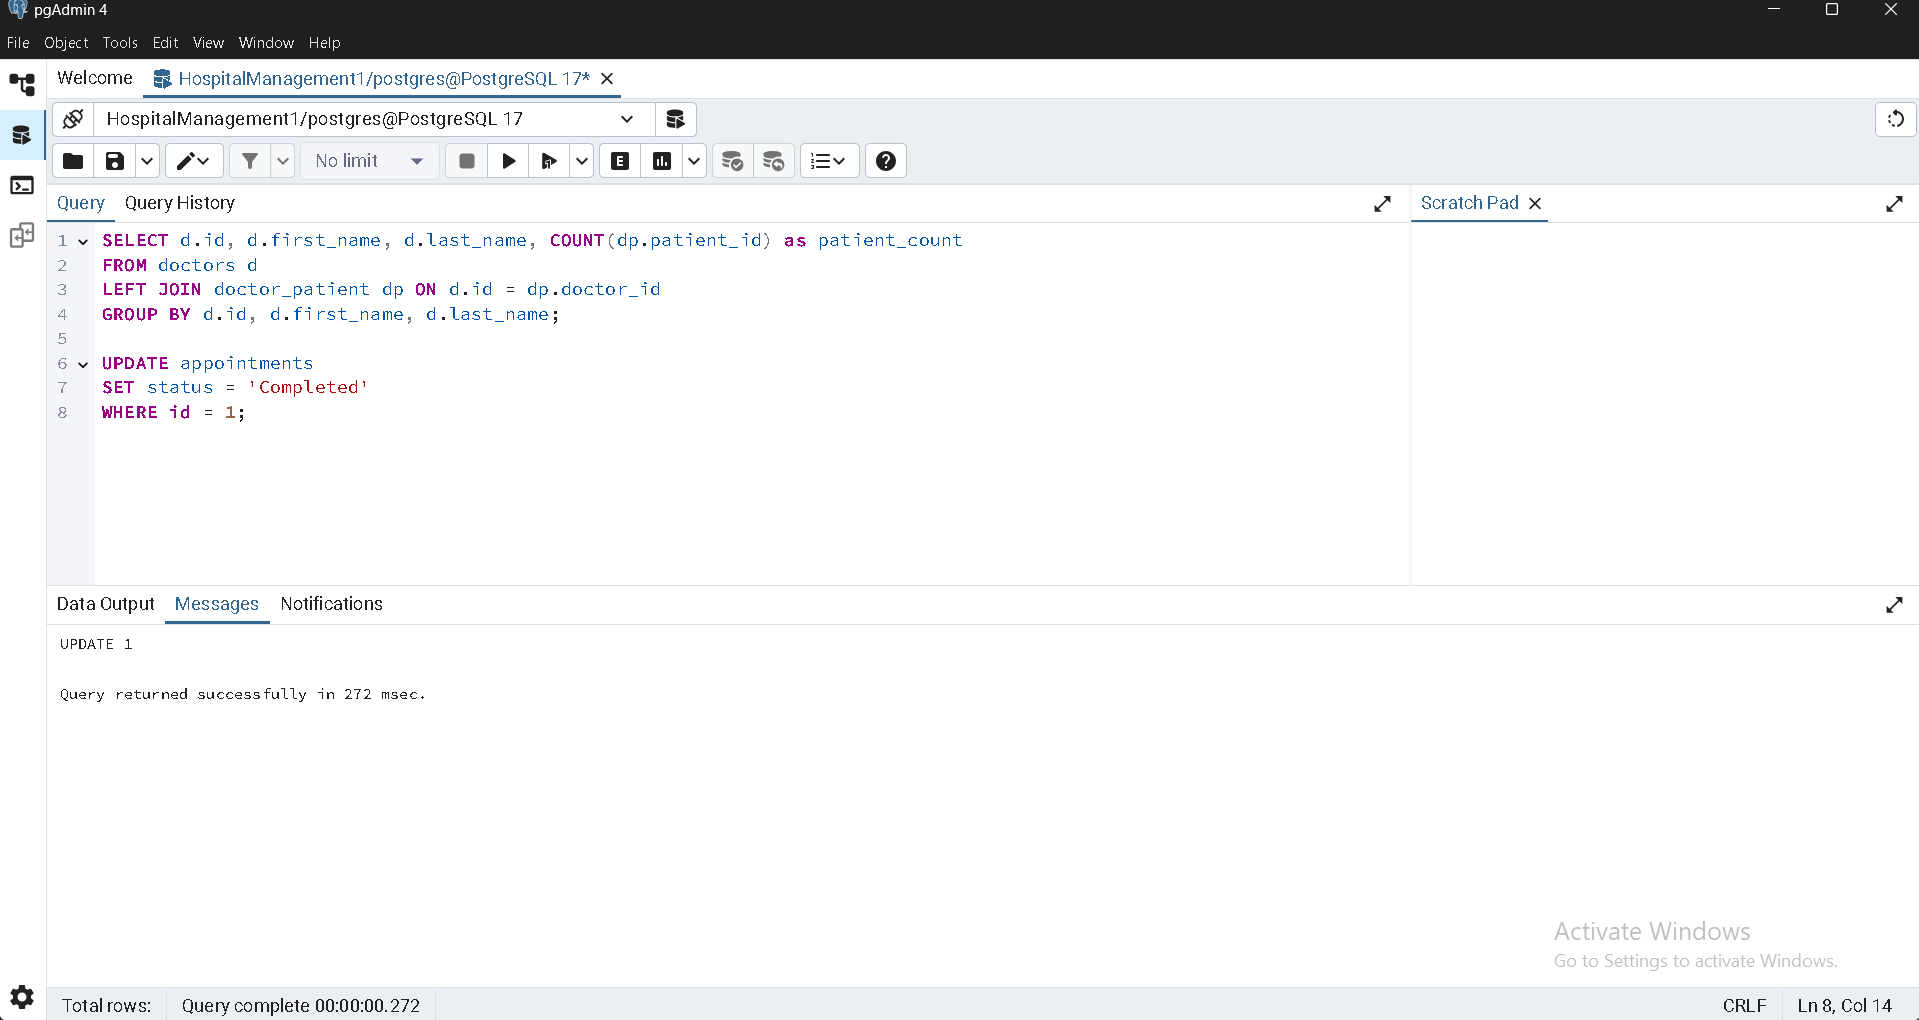 pgAdmin 4
File Object Tools Edit View Window Help
Welcome HospitalManagement1/postgres@PostgreSQL 17*
HospitalManagement1/postgres@PostgreSQL 17
No limit
Query Query History
Scratch Pad
1 SELECT d.id, d.first_name, d.last_name, COUNT(dp.patient_id) as patient_count
2 FROM doctors d
3 LEFT JOIN doctor_patient dp ON d.id = dp.doctor_id
4 GROUP BY d.id, d.first_name, d.last_name;
5
6 UPDATE appointments
7 SET status = 'Completed'
8 WHERE id = 1;
Data Output Messages Notifications
UPDATE 1
Query returned successfully in 272 msec.
Activate Windows
Go to Settings to activate Windows.
Total rows: Query complete 00:00:00.272 CRLF Ln 8, Col 14